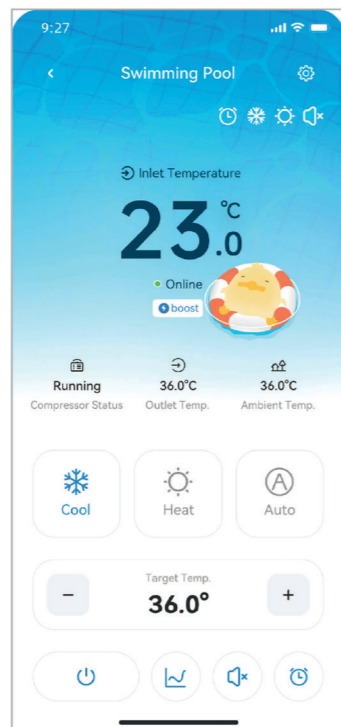 9:27
Swimming Pool
Inlet Temperature
23.0 °C
Online
boost
Running 36.0°C 36.0°C
Compressor Status Outlet Temp. Ambient Temp.
A
Cool Heat Auto
Target Temp.
− 36.0° +